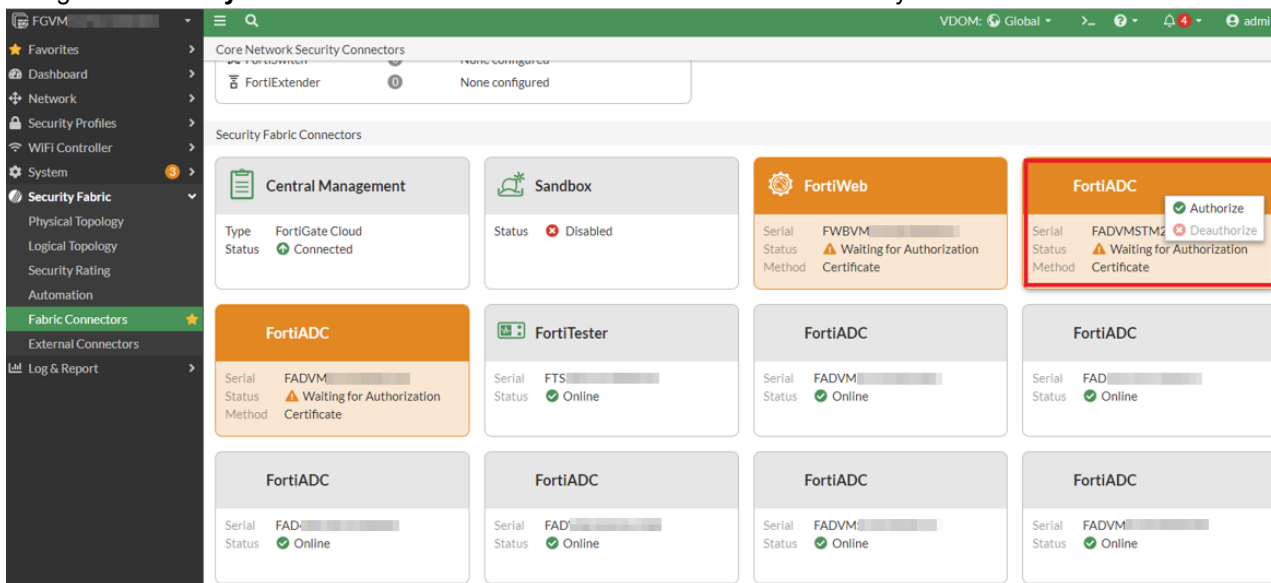 FGVM
VDOM: Global
>_
4
admi
Favorites
Dashboard
Network
Security Profiles
WiFi Controller
System 3
Security Fabric
Physical Topology
Logical Topology
Security Rating
Automation
Fabric Connectors
External Connectors
Log & Report
Core Network Security Connectors
FortiSwitch 0 None configured
FortiExtender 0 None configured
Security Fabric Connectors
Central Management
Type FortiGate Cloud
Status Connected
Sandbox
Status Disabled
FortiWeb
Serial FWBVM
Status Waiting for Authorization
Method Certificate
FortiADC
Authorize
Deauthorize
Serial FADVMSTM2
Status Waiting for Authorization
Method Certificate
FortiADC
Serial FADVM
Status Waiting for Authorization
Method Certificate
FortiTester
Serial FTS
Status Online
FortiADC
Serial FADVM
Status Online
FortiADC
Serial FAD
Status Online
FortiADC
Serial FAD
Status Online
FortiADC
Serial FAD
Status Online
FortiADC
Serial FADVM
Status Online
FortiADC
Serial FADVM
Status Online